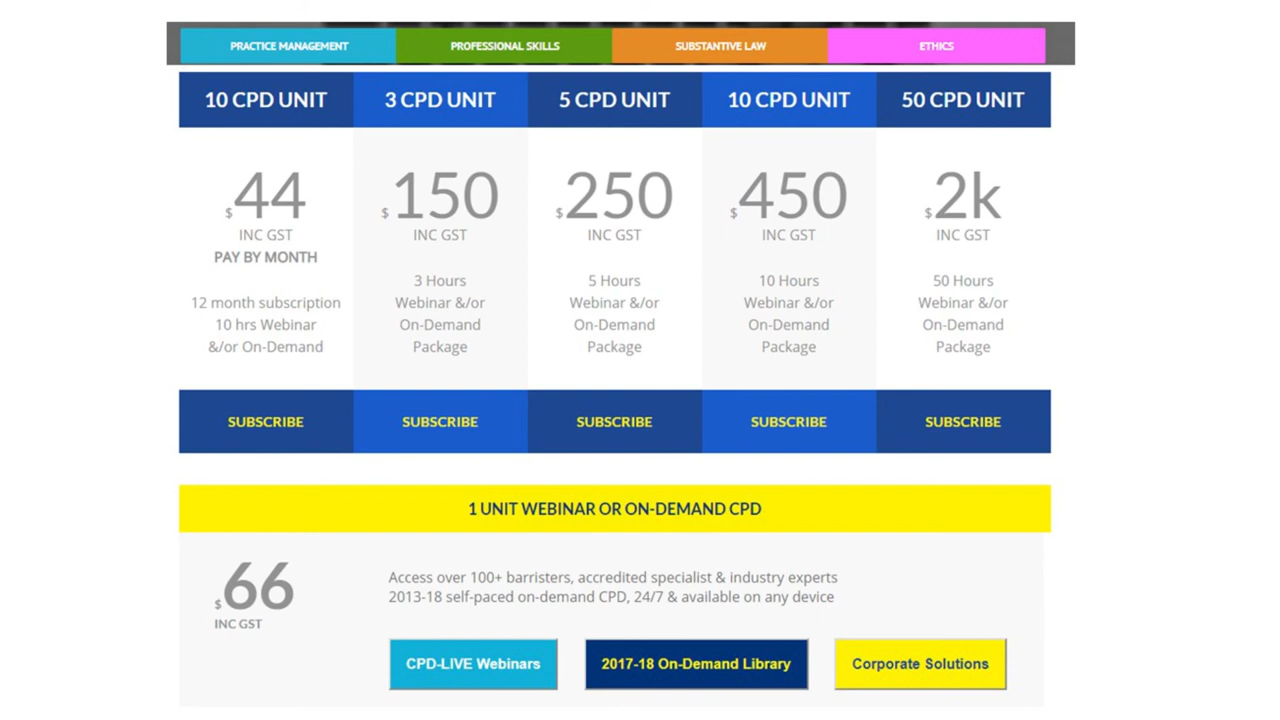 PRACTICE MANAGEMENT
PROFESSIONAL SKILLS
SUBSTANTIVE LAW
ETHICS
10 CPD UNIT
3 CPD UNIT
5 CPD UNIT
10 CPD UNIT
50 CPD UNIT
$44
INC GST
PAY BY MONTH
12 month subscription
10 hrs Webinar
&/or On-Demand
$150
INC GST
3 Hours
Webinar &/or
On-Demand
Package
$250
INC GST
5 Hours
Webinar &/or
On-Demand
Package
$450
INC GST
10 Hours
Webinar &/or
On-Demand
Package
$2k
INC GST
50 Hours
Webinar &/or
On-Demand
Package
SUBSCRIBE
SUBSCRIBE
SUBSCRIBE
SUBSCRIBE
SUBSCRIBE
1 UNIT WEBINAR OR ON-DEMAND CPD
$66
INC GST
Access over 100+ barristers, accredited specialist & industry experts
2013-18 self-paced on-demand CPD, 24/7 & available on any device
CPD-LIVE Webinars
2017-18 On-Demand Library
Corporate Solutions